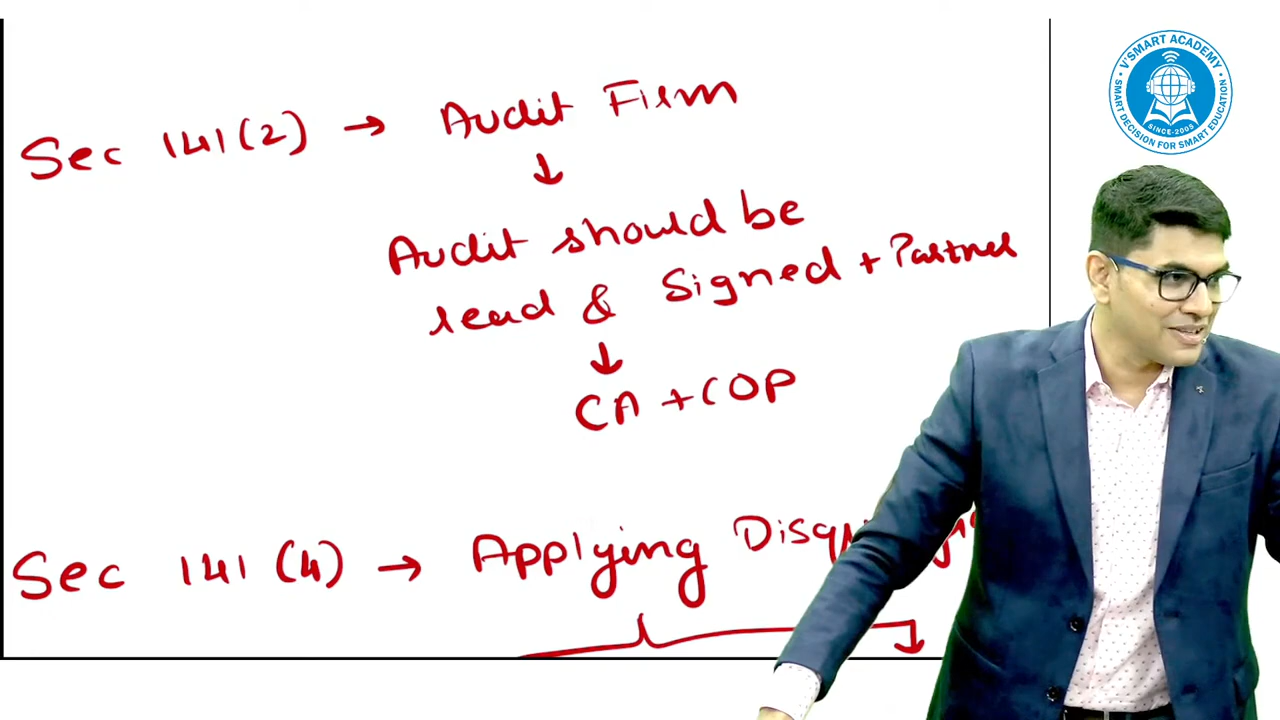 V'SMART ACADEMY
SMART DECISION FOR SMART EDUCATION
SINCE-2005
Sec 141(2) → Audit Firm
↓
Audit should be
lead & Signed + Partner
↓
CA + COP
Sec 141 (4) → Applying